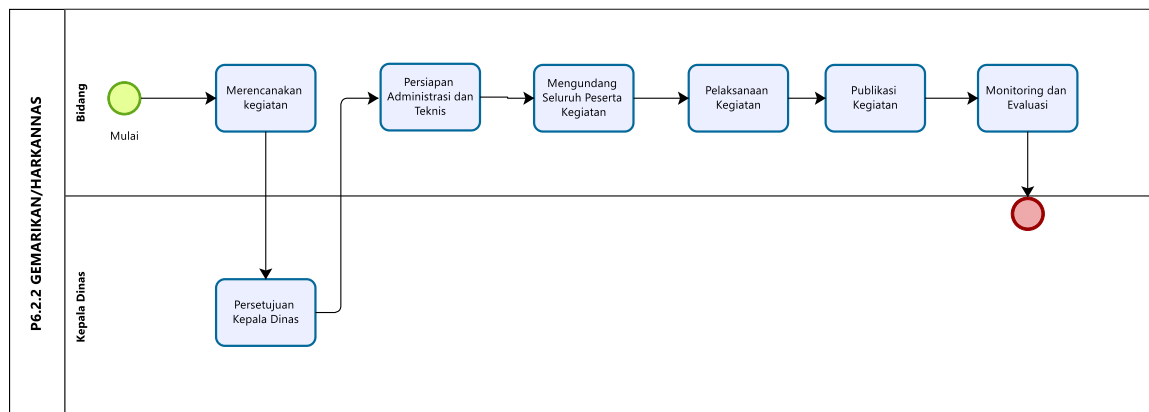 P6.2.2 GEMARIKAN/HARKANNAS
Bidang
Mulai
Merencanakan
kegiatan
Persiapan
Administrasi dan
Teknis
Mengundang
Seluruh Peserta
Kegiatan
Pelaksanaan
Kegiatan
Publikasi
Kegiatan
Monitoring dan
Evaluasi
Kepala Dinas
Persetujuan
Kepala Dinas